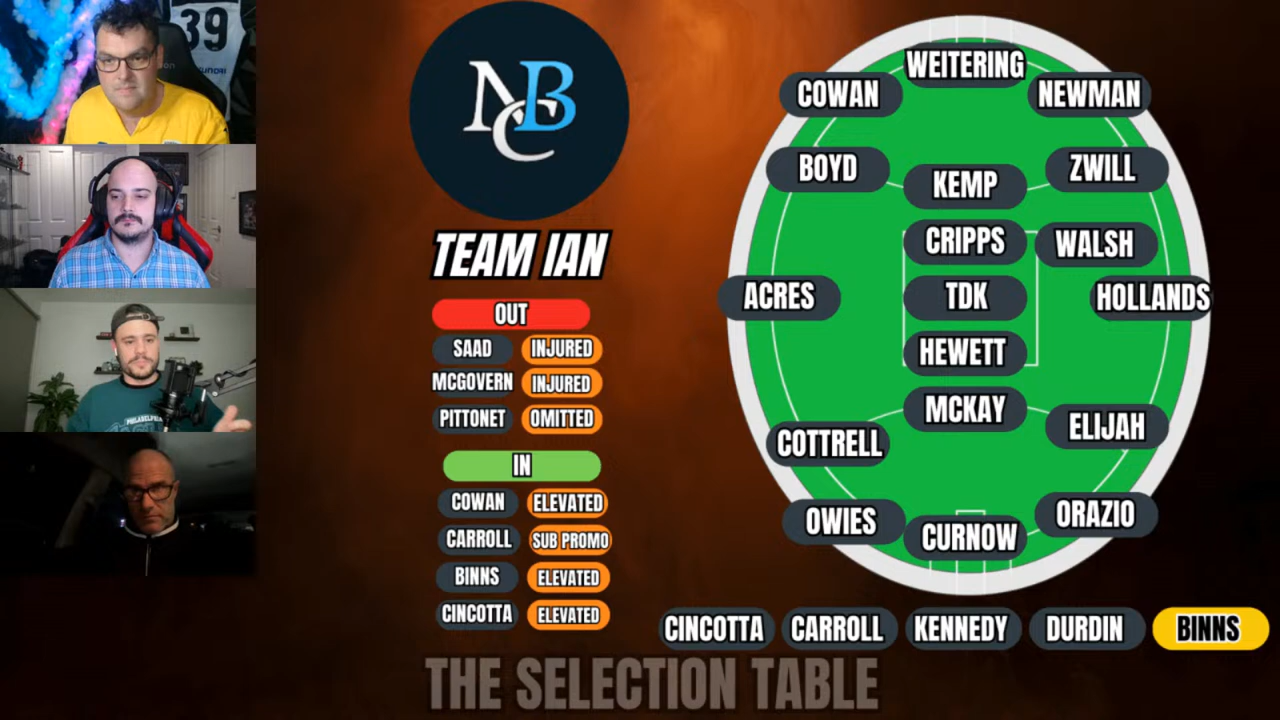 39
NCB
TEAM IAN
OUT
SAAD INJURED
MCGOVERN INJURED
PITTONET OMITTED
IN
COWAN ELEVATED
CARROLL SUB PROMO
BINNS ELEVATED
CINCOTTA ELEVATED
WEITERING
COWAN NEWMAN
BOYD KEMP ZWILL
CRIPPS WALSH
ACRES TDK HOLLANDS
HEWETT
MCKAY
COTTRELL ELIJAH
OWIES CURNOW ORAZIO
CINCOTTA CARROLL KENNEDY DURDIN BINNS
THE SELECTION TABLE